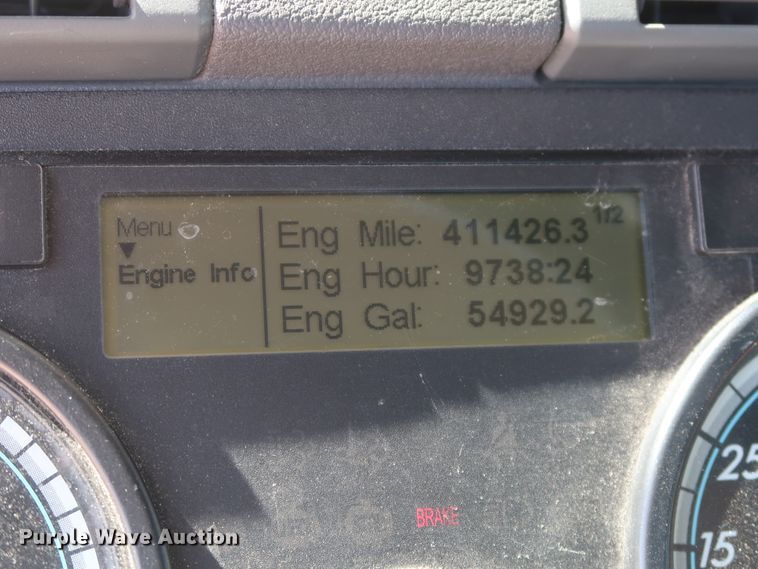 Menu
Engine Info
1/2
Eng Mile: 411426.3
Eng Hour: 9738:24
Eng Gal: 54929.2
BRAKE
25
15
Purple Wave Auction